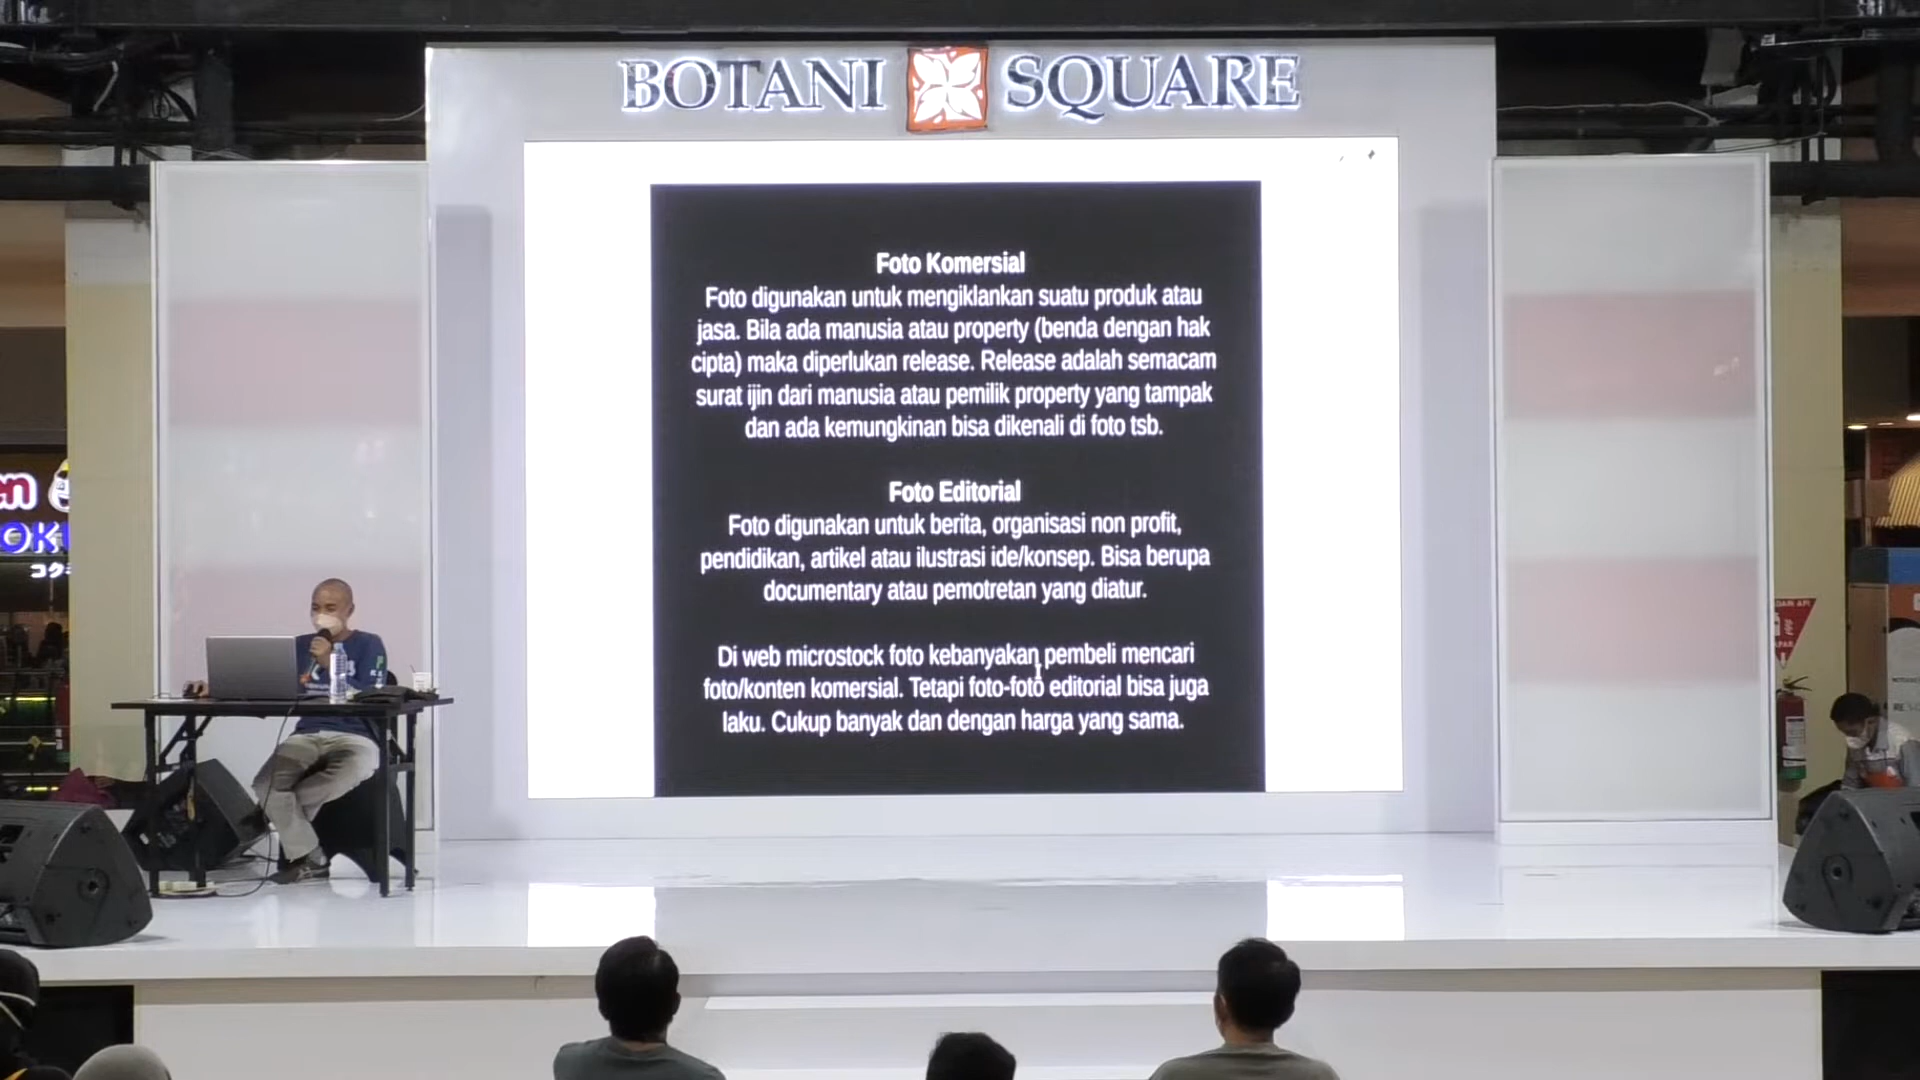 BOTANI SQUARE
Foto Komersial
Foto digunakan untuk mengiklankan suatu produk atau
jasa. Bila ada manusia atau property (benda dengan hak
cipta) maka diperlukan release. Release adalah semacam
surat ijin dari manusia atau pemilik property yang tampak
dan ada kemungkinan bisa dikenali di foto tsb.
Foto Editorial
Foto digunakan untuk berita, organisasi non profit,
pendidikan, artikel atau ilustrasi ide/konsep. Bisa berupa
documentary atau pemotretan yang diatur.
Di web microstock foto kebanyakan pembeli mencari
foto/konten komersial. Tetapi foto-foto editorial bisa juga
laku. Cukup banyak dan dengan harga yang sama.